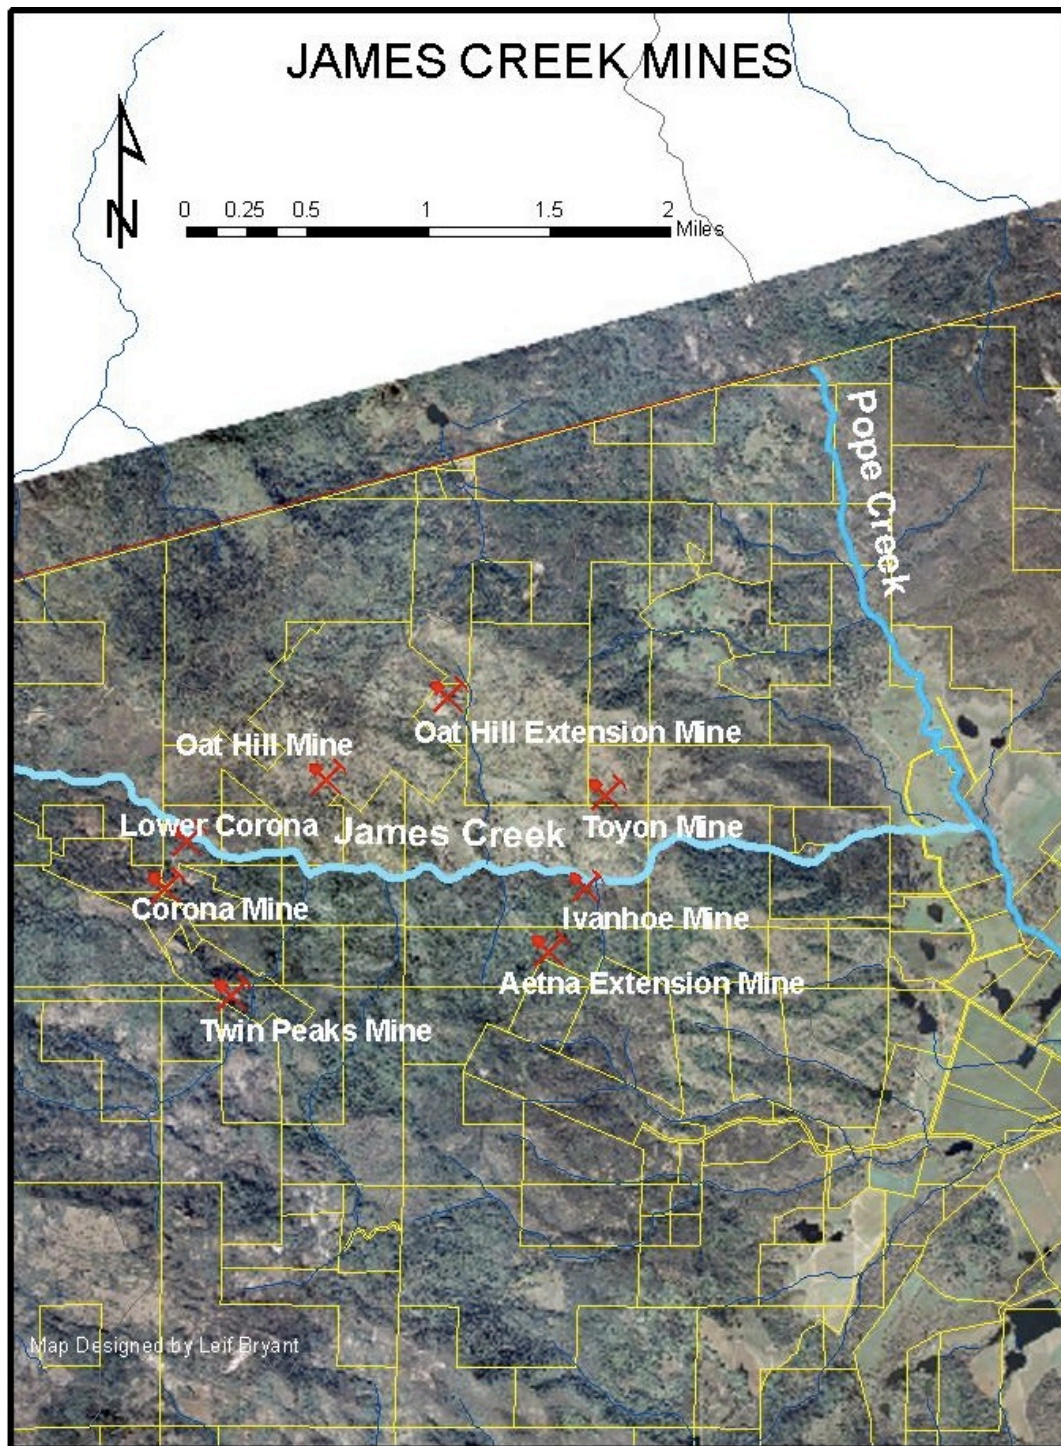 JAMES CREEK MINES
N
0 0.25 0.5 1 1.5 2
Miles
Pope Creek
Oat Hill Extension Mine
Oat Hill Mine
Lower Corona
James Creek
Toyon Mine
Corona Mine
Ivanhoe Mine
Aetna Extension Mine
Twin Peaks Mine
Map Designed by Leif Bryant